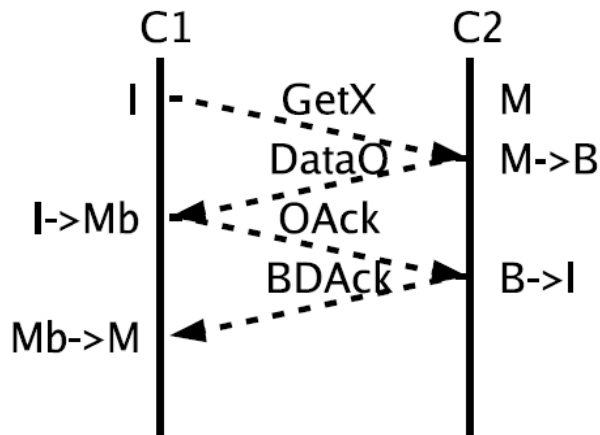 C1 C2
I GetX M
DataO M->B
I->Mb OAck
BDAck B->I
Mb->M